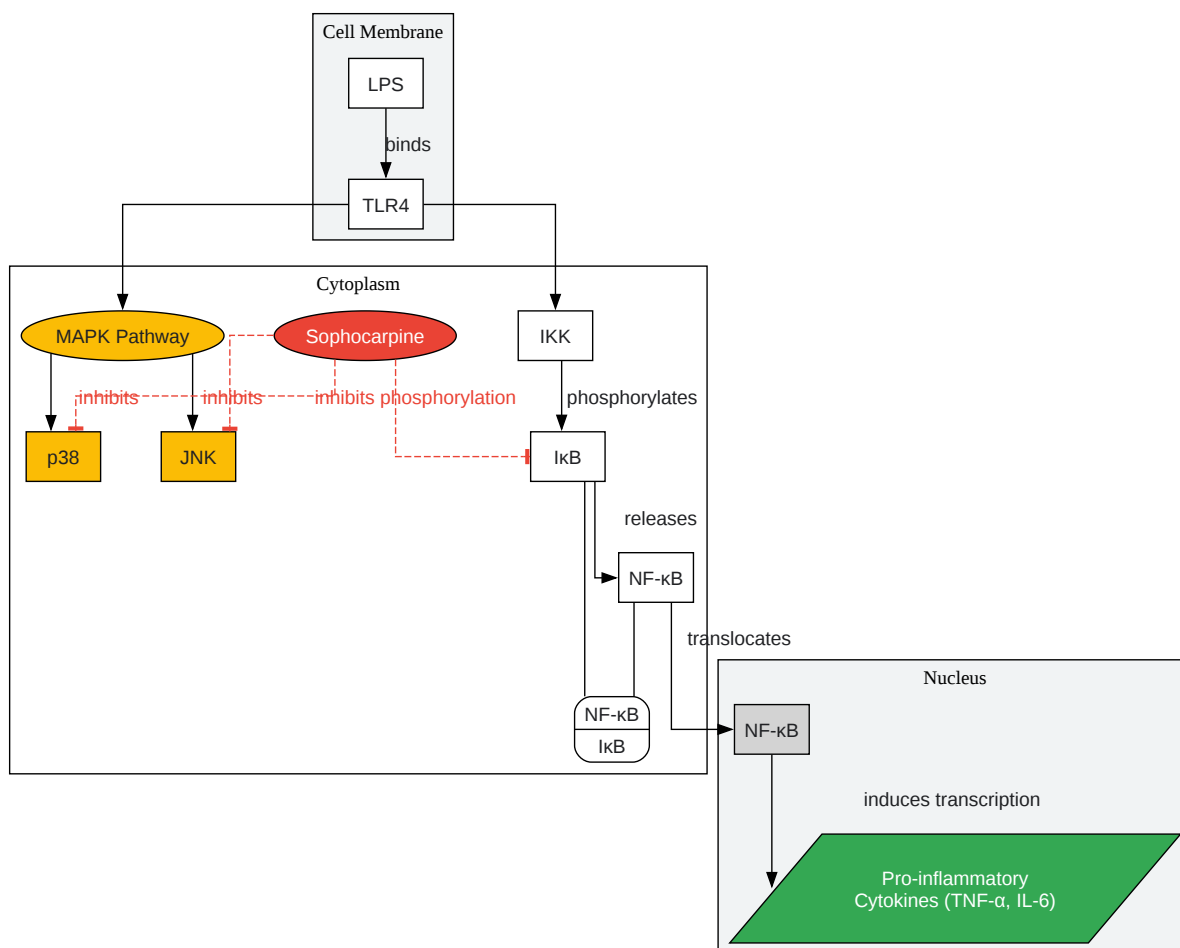 Cell Membrane
LPS
binds
TLR4
Cytoplasm
MAPK Pathway
Sophocarpine
IKK
inhibits
inhibits
inhibits phosphorylation
phosphorylates
p38
JNK
IκB
releases
NF-κB
translocates
Nucleus
NF-κB
IκB
NF-κB
induces transcription
Pro-inflammatory
Cytokines (TNF-α, IL-6)